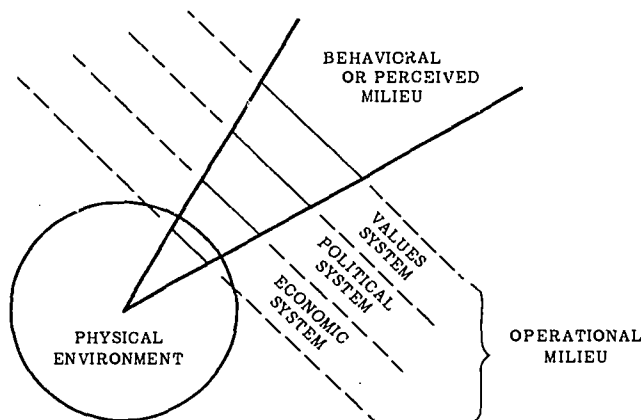 BEHAVIORAL
OR PERCEIVED
MILIEU
VALUES
SYSTEM
POLITICAL
SYSTEM
ECONOMIC
SYSTEM
PHYSICAL
ENVIRONMENT
OPERATIONAL
MILIEU